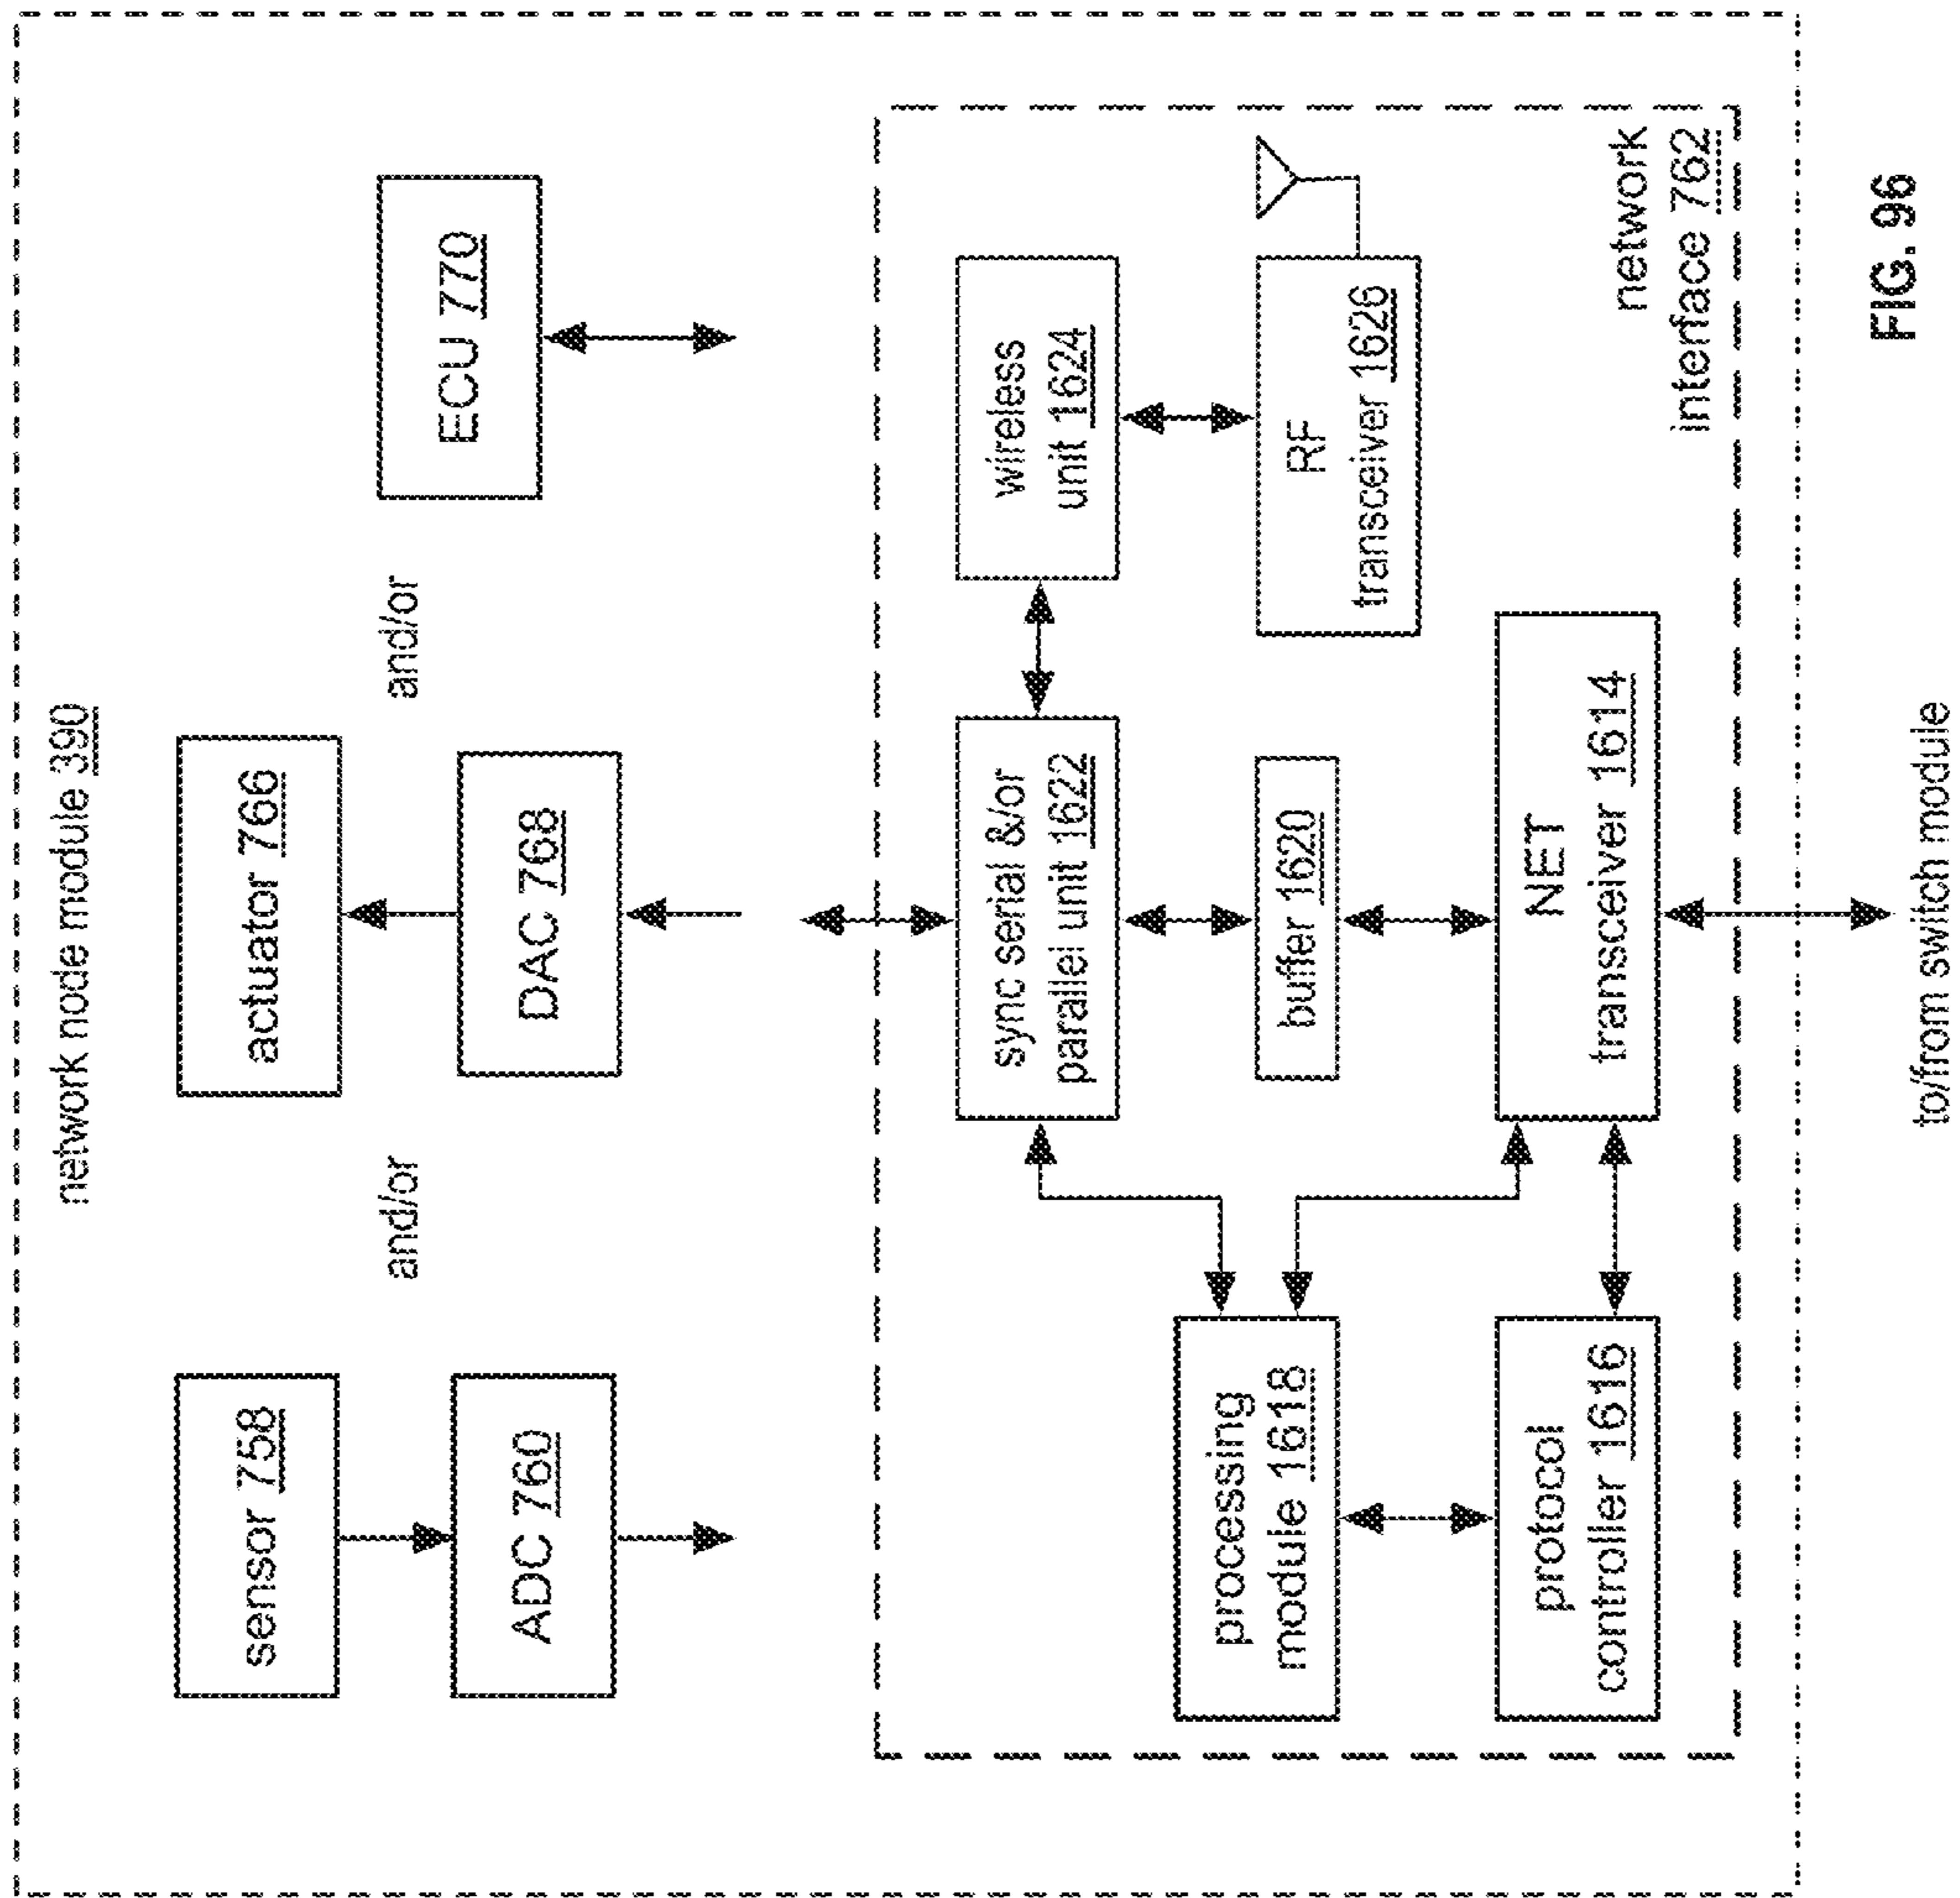 network node module 390
sensor 758
ADC 760
and/or
actuator 766
DAC 768
and/or
ECU 770
sync serial &/or
parallel unit 1622
wireless
unit 1624
processing
module 1618
buffer 1620
RF
transceiver 1626
protocol
controller 1616
NET
transceiver 1614
network
interface 762
to/from switch module
FIG. 96